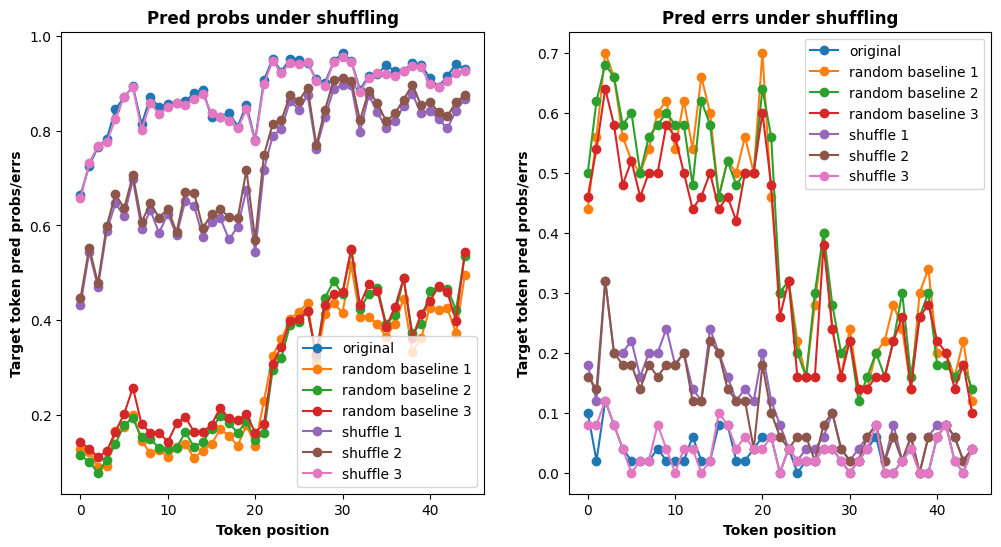 Pred probs under shuffling
1.0
0.8
0.6
0.4
0.2
Target token pred probs/errs
original
random baseline 1
random baseline 2
random baseline 3
shuffle 1
shuffle 2
shuffle 3
0
10
20
30
40
Token position
Pred errs under shuffling
0.7
0.6
0.5
0.4
0.3
0.2
0.1
0.0
Target token pred probs/errs
original
random baseline 1
random baseline 2
random baseline 3
shuffle 1
shuffle 2
shuffle 3
0
10
20
30
40
Token position